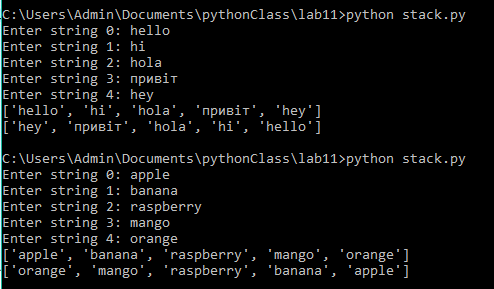 C:\Users\Admin\Documents\pythonClass\lab11>python stack.py
Enter string 0: hello
Enter string 1: hi
Enter string 2: hola
Enter string 3: привіт
Enter string 4: hey
['hello', 'hi', 'hola', 'привіт', 'hey']
['hey', 'привіт', 'hola', 'hi', 'hello']
C:\Users\Admin\Documents\pythonClass\lab11>python stack.py
Enter string 0: apple
Enter string 1: banana
Enter string 2: raspberry
Enter string 3: mango
Enter string 4: orange
['apple', 'banana', 'raspberry', 'mango', 'orange']
['orange', 'mango', 'raspberry', 'banana', 'apple']